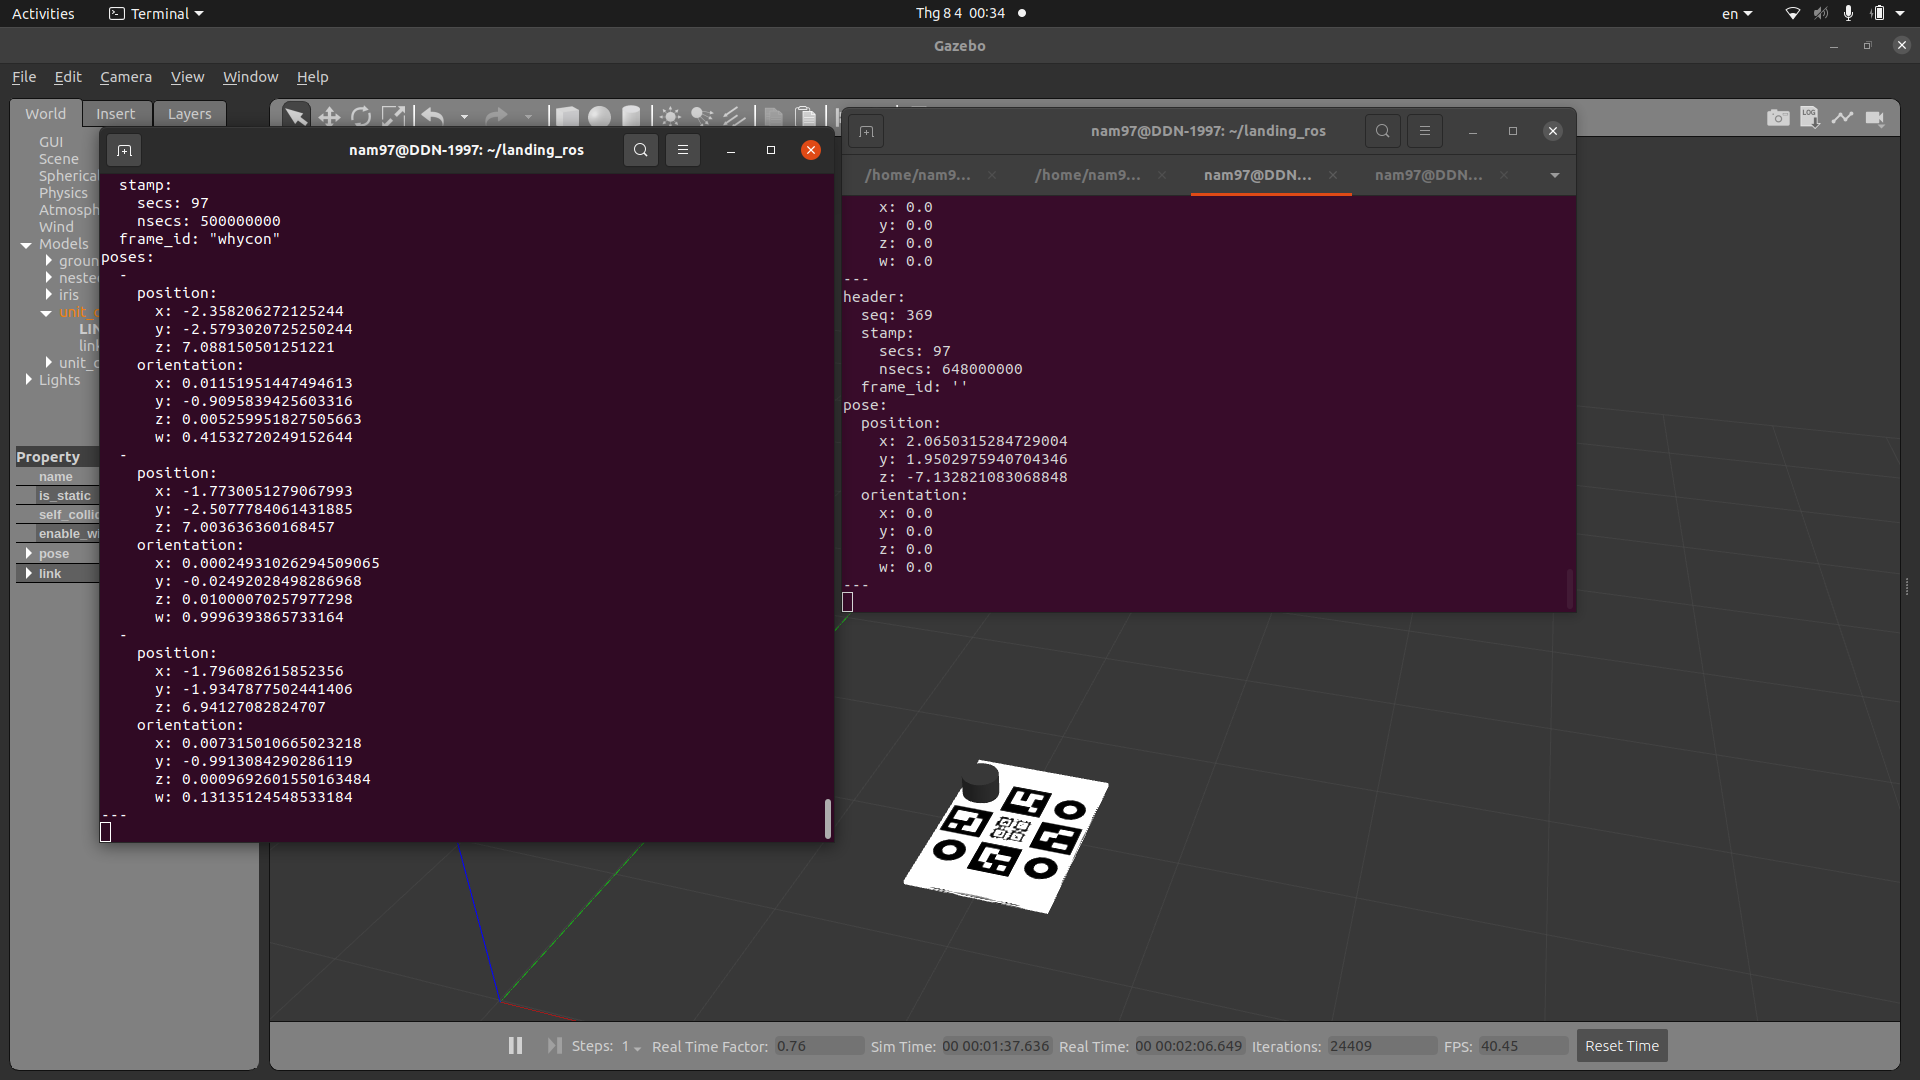 Activities
Terminal
Thg 8 4 00:34
en
Gazebo
File Edit Camera View Window Help
World Insert Layers
GUI
Scene
Spherica
Physics
Atmosph
Wind
Models
groun
neste
iris
unit_c
LIN
link
unit_c
Lights
Property
name
is_static
self_collic
enable_wi
pose
link
nam97@DDN-1997: ~/landing_ros
stamp:
secs: 97
nsecs: 500000000
frame_id: "whycon"
poses:
-
position:
x: -2.358206272125244
y: -2.5793020725250244
z: 7.088150501251221
orientation:
x: 0.01151951447494613
y: -0.9095839425603316
z: 0.005259951827505663
w: 0.41532720249152644
-
position:
x: -1.7730051279067993
y: -2.5077784061431885
z: 7.003636360168457
orientation:
x: 0.00024931026294509065
y: -0.02492028498286968
z: 0.01000070257977298
w: 0.9996393865733164
-
position:
x: -1.796082615852356
y: -1.9347877502441406
z: 6.94127082824707
orientation:
x: 0.007315010665023218
y: -0.9913084290286119
z: 0.0009692601550163484
w: 0.13135124548533184
---
nam97@DDN-1997: ~/landing_ros
/home/nam9... /home/nam9... nam97@DDN... nam97@DDN...
x: 0.0
y: 0.0
z: 0.0
w: 0.0
---
header:
seq: 369
stamp:
secs: 97
nsecs: 648000000
frame_id: ''
pose:
position:
x: 2.0650315284729004
y: 1.9502975940704346
z: -7.132821083068848
orientation:
x: 0.0
y: 0.0
z: 0.0
w: 0.0
---
LOG
Steps: 1 Real Time Factor: 0.76 Sim Time: 00 00:01:37.636 Real Time: 00 00:02:06.649 Iterations: 24409 FPS: 40.45 Reset Time